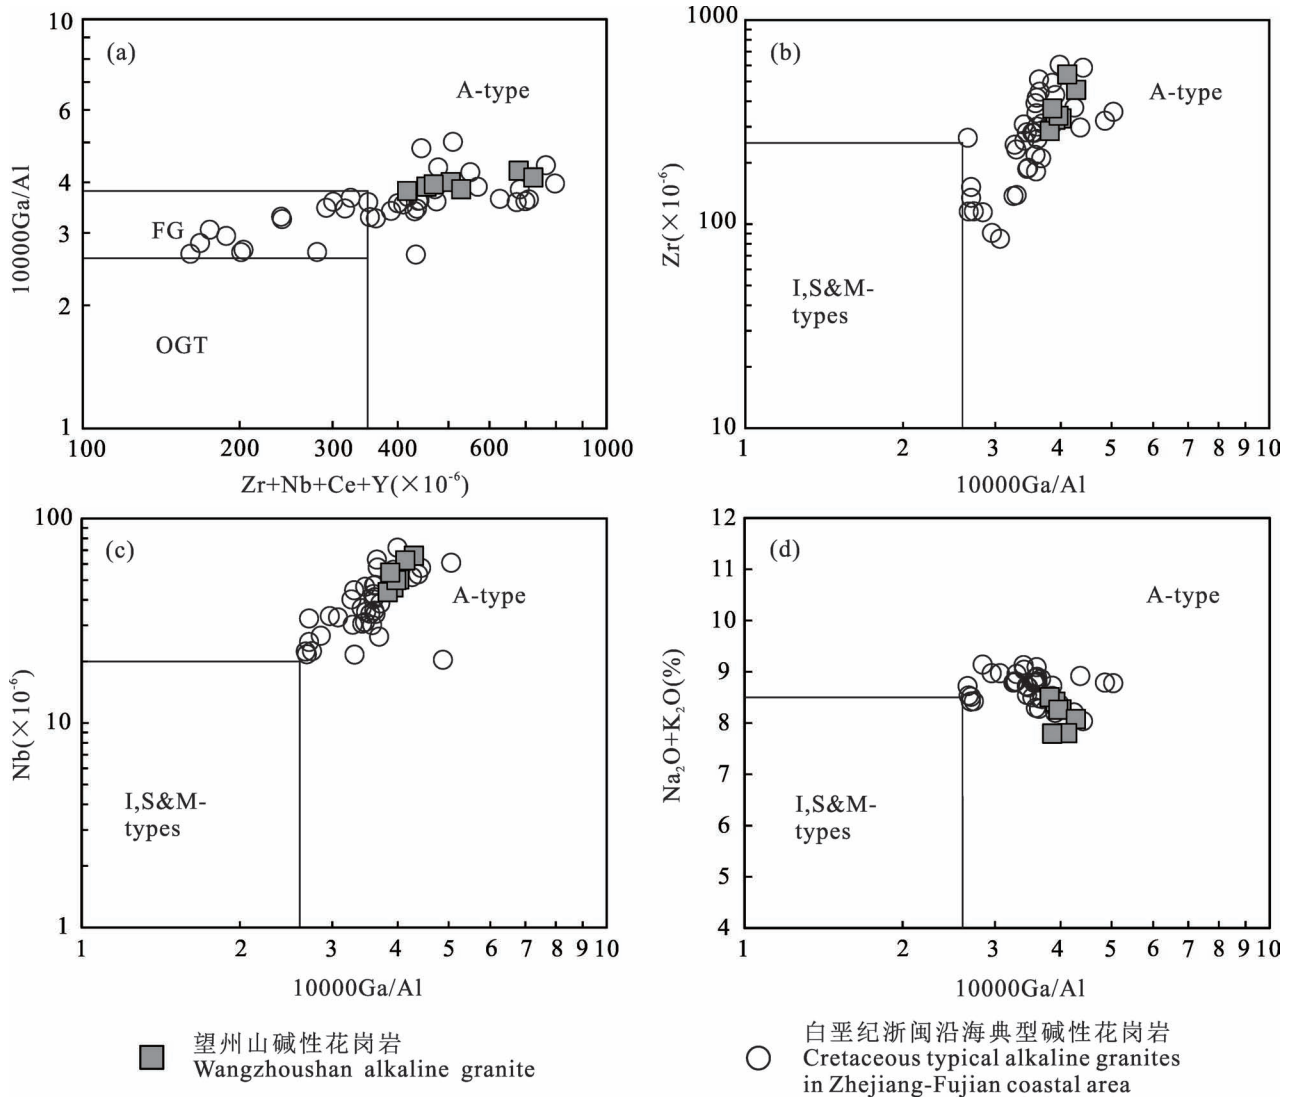 (a)
A-type
FG
OGT
10
6
4
3
2
1
100
200
300
400
600
1000
10000Ga/Al
Zr+Nb+Ce+Y(×10-6)
(b)
A-type
I,S&M-
types
1000
100
10
1
2
3
4
5
6
7
8
9
10
Zr(×10-6)
10000Ga/Al
(c)
A-type
I,S&M-
types
100
10
1
1
2
3
4
5
6
7
8
9
10
Nb(×10-6)
10000Ga/Al
(d)
A-type
I,S&M-
types
12
11
10
9
8
7
6
5
4
1
2
3
4
5
6
7
8
9
10
Na2O+K2O(%)
10000Ga/Al
望州山碱性花岗岩
Wangzhoushan alkaline granite
白垩纪浙闽沿海典型碱性花岗岩
Cretaceous typical alkaline granites
in Zhejiang-Fujian coastal area